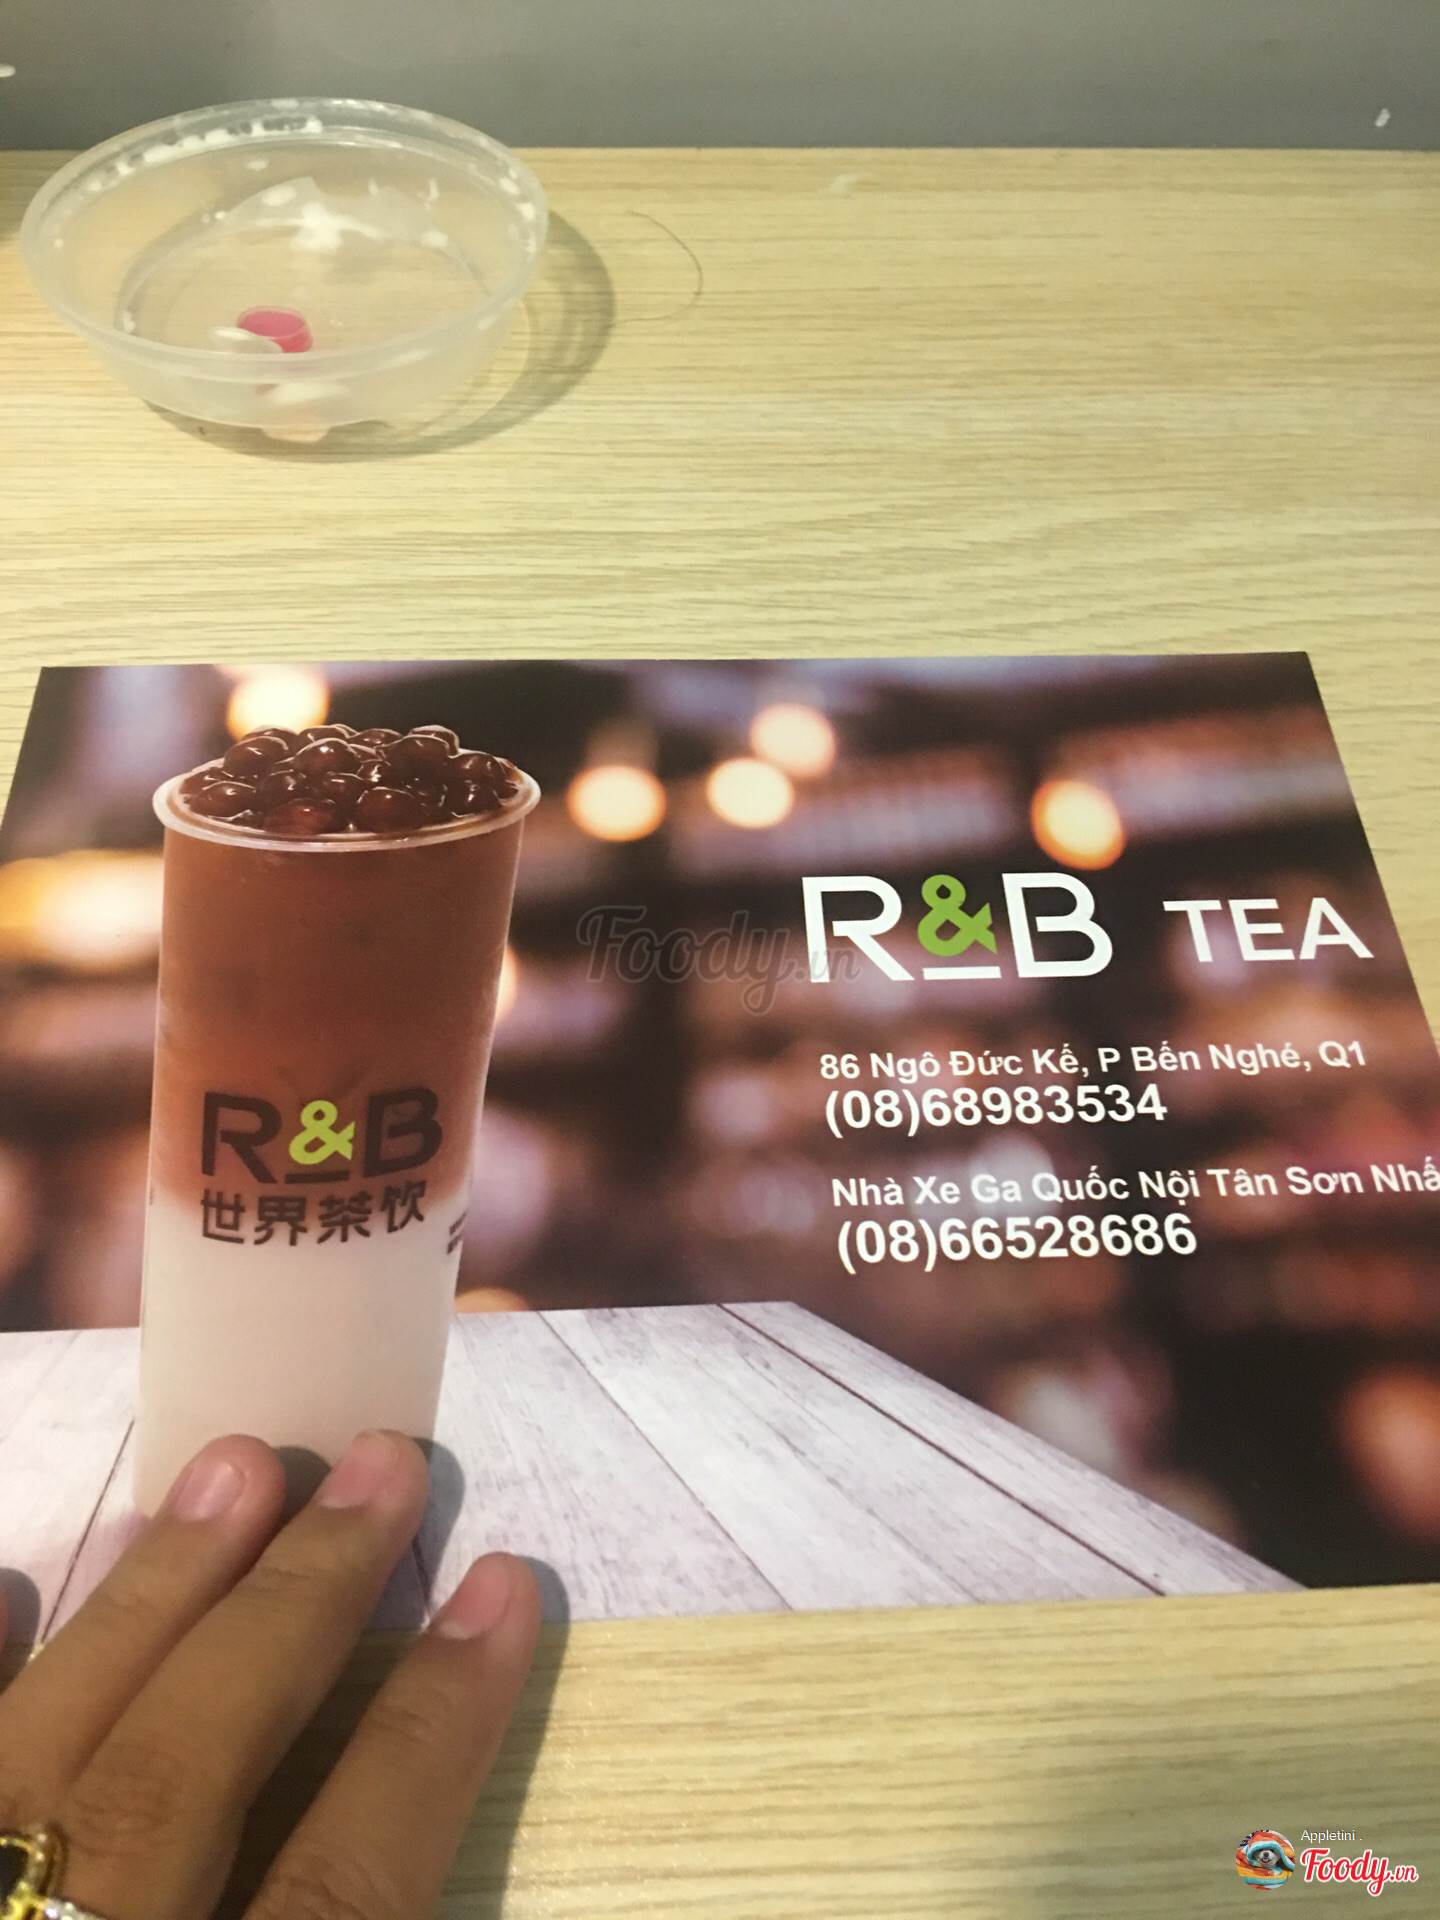 R&B TEA
86 Ngô Đức Kế, P Bến Nghé, Q1
(08)68983534
Nhà Xe Ga Quốc Nội Tân Sơn
(08)66528686
R&B
世界茶饮
Foody.vn
Appletini .
Foody.vn